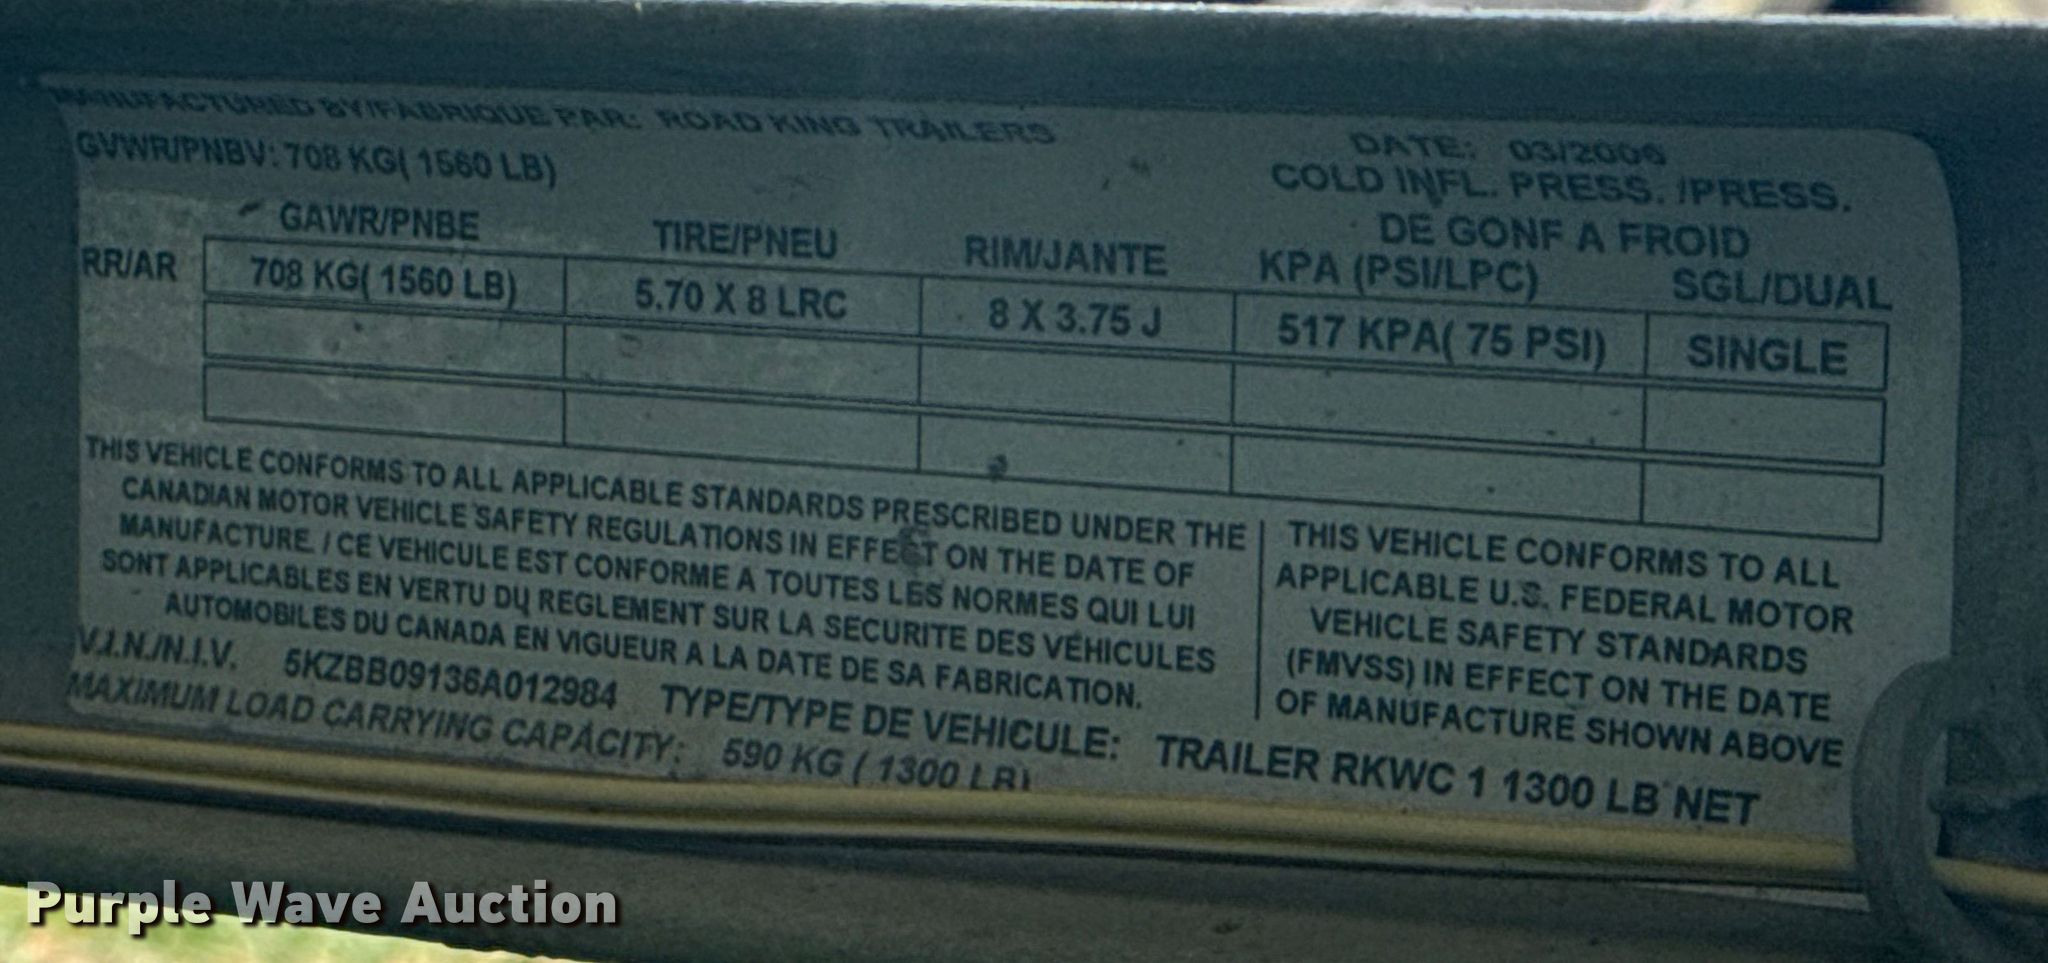 MANUFACTURED BY/FABRIQUE PAR: ROAD KING TRAILERS
DATE: 03/2006
GVWR/PNBV: 708 KG( 1560 LB)
COLD INFL. PRESS. /PRESS.
DE GONF A FROID
GAWR/PNBE TIRE/PNEU RIM/JANTE KPA (PSI/LPC) SGL/DUAL
RR/AR 708 KG( 1560 LB) 5.70 X 8 LRC 8 X 3.75 J 517 KPA( 75 PSI) SINGLE
THIS VEHICLE CONFORMS TO ALL APPLICABLE STANDARDS PRESCRIBED UNDER THE
CANADIAN MOTOR VEHICLE SAFETY REGULATIONS IN EFFECT ON THE DATE OF
MANUFACTURE. / CE VEHICULE EST CONFORME A TOUTES LES NORMES QUI LUI
SONT APPLICABLES EN VERTU DU REGLEMENT SUR LA SECURITE DES VÉHICULES
AUTOMOBILES DU CANADA EN VIGUEUR A LA DATE DE SA FABRICATION.
THIS VEHICLE CONFORMS TO ALL
APPLICABLE U.S. FEDERAL MOTOR
VEHICLE SAFETY STANDARDS
(FMVSS) IN EFFECT ON THE DATE
OF MANUFACTURE SHOWN ABOVE
V.I.N./N.I.V. 5KZBB09136A012984 TYPE/TYPE DE VEHICULE: TRAILER RKWC 1 1300 LB NET
MAXIMUM LOAD CARRYING CAPACITY: 590 KG ( 1300 LB)
Purple Wave Auction